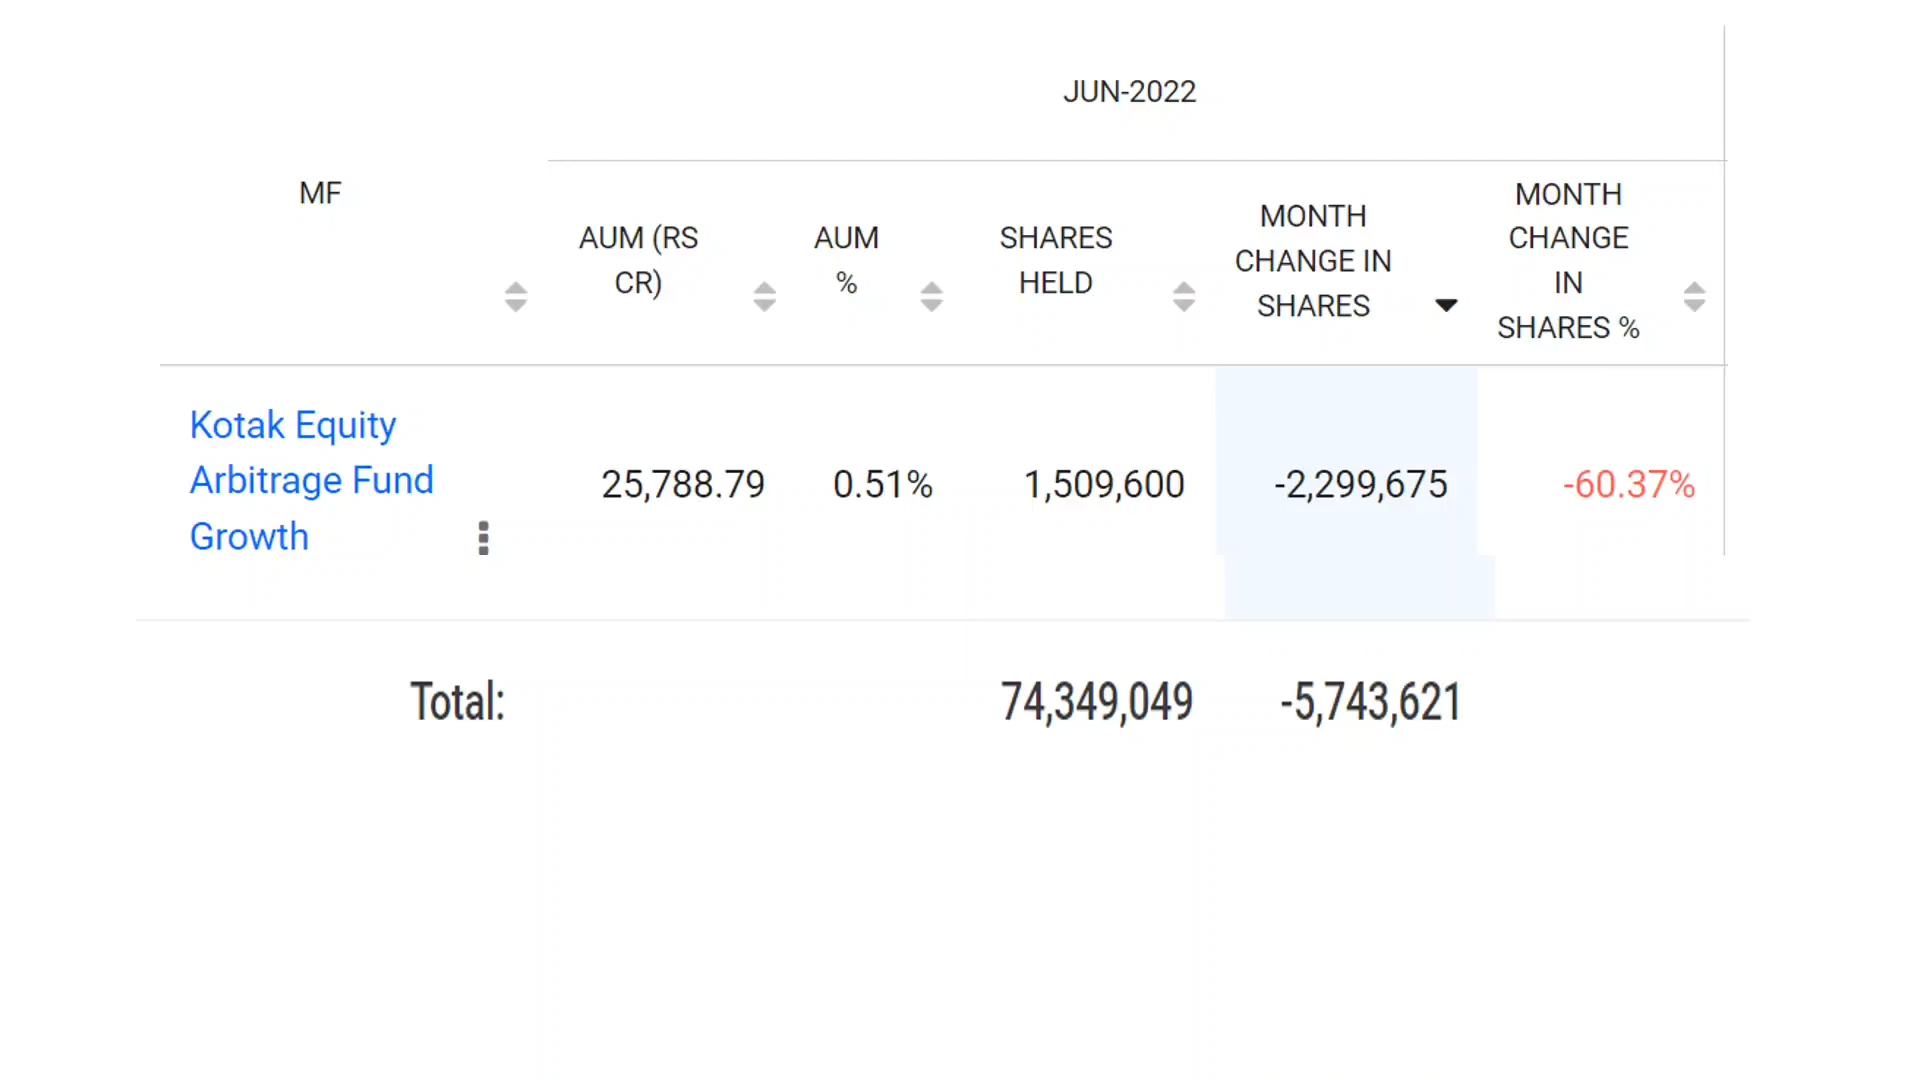 JUN-2022
MF
AUM (RS
CR)
AUM
%
SHARES
HELD
MONTH
CHANGE IN
SHARES
MONTH
CHANGE
IN
SHARES %
Kotak Equity
Arbitrage Fund
Growth
25,788.79
0.51%
1,509,600
-2,299,675
-60.37%
Total:
74,349,049
-5,743,621